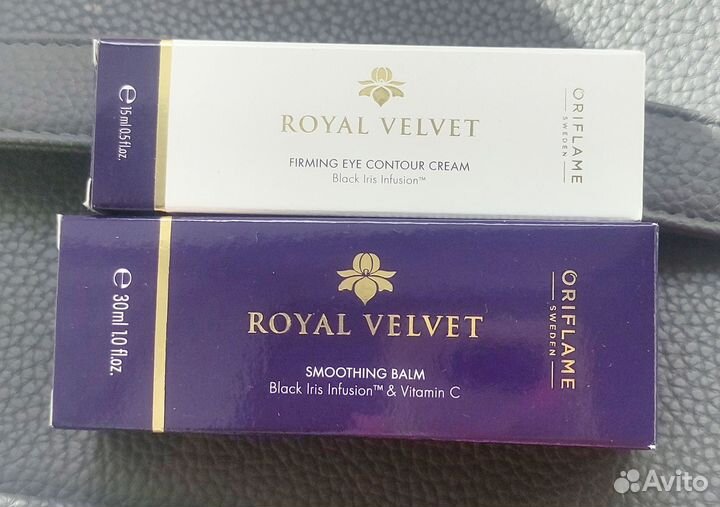 ℮ 15 ml 0.5 fl.oz.
ROYAL VELVET
FIRMING EYE CONTOUR CREAM
Black Iris Infusion™
ORIFLAME
SWEDEN
℮ 30 ml 1.0 fl.oz.
ROYAL VELVET
SMOOTHING BALM
Black Iris Infusion™ & Vitamin C
ORIFLAME
SWEDEN
Avito